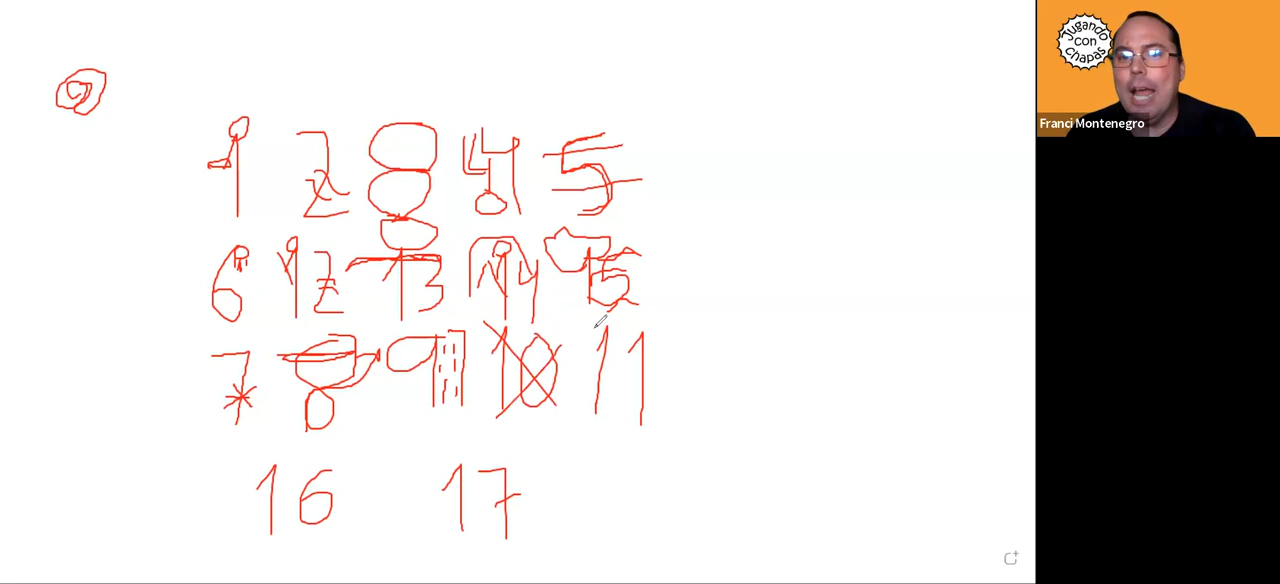 1 2 8 4 5
6 12 13 14 15
7 8 9 10 11
16 17
Jugando
con
Chapas
Franci Montenegro